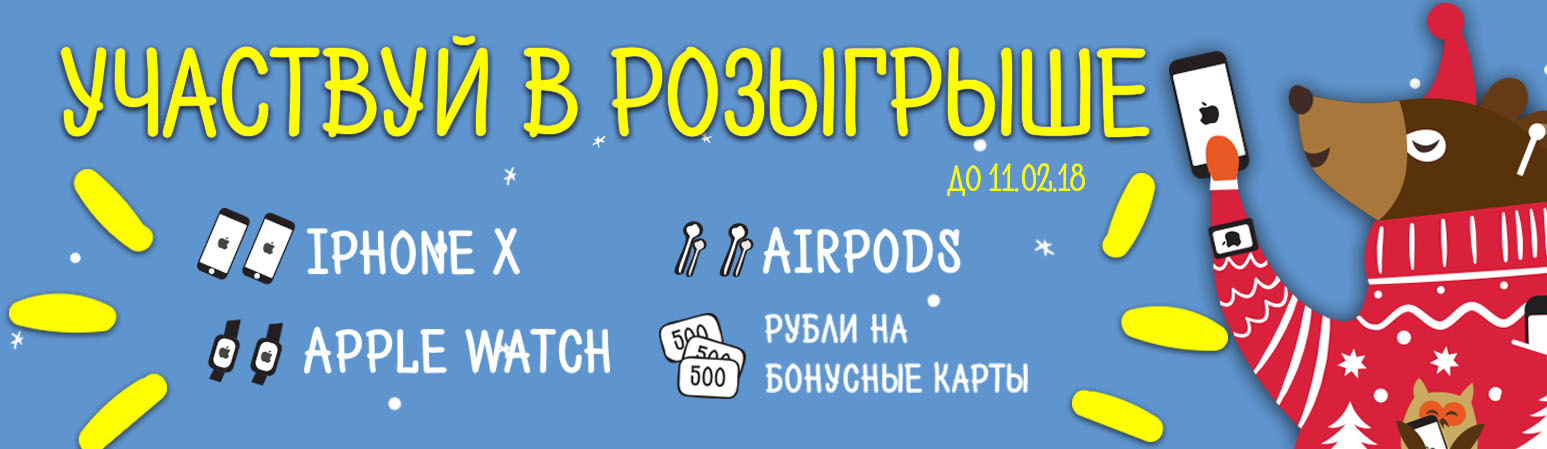 УЧАСТВУЙ В РОЗЫГРЫШЕ
ДО 11.02.18
IPHONE X
AIRPODS
APPLE WATCH
500
500
500
РУБЛИ НА
БОНУСНЫЕ КАРТЫ